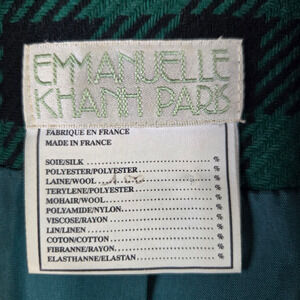 EMMANUELLE
KHANH PARIS
FABRIQUE EN FRANCE
MADE IN FRANCE
SOIE/SILK %
POLYESTER/POLYESTER %
LAINE/WOOL 100 %
TERYLENE/POLYESTER %
MOHAIR/WOOL %
POLYAMIDE/NYLON %
VISCOSE/RAYON %
LIN/LINEN %
COTON/COTTON %
FIBRANNE/RAYON %
ELASTHANNE/ELASTAN %